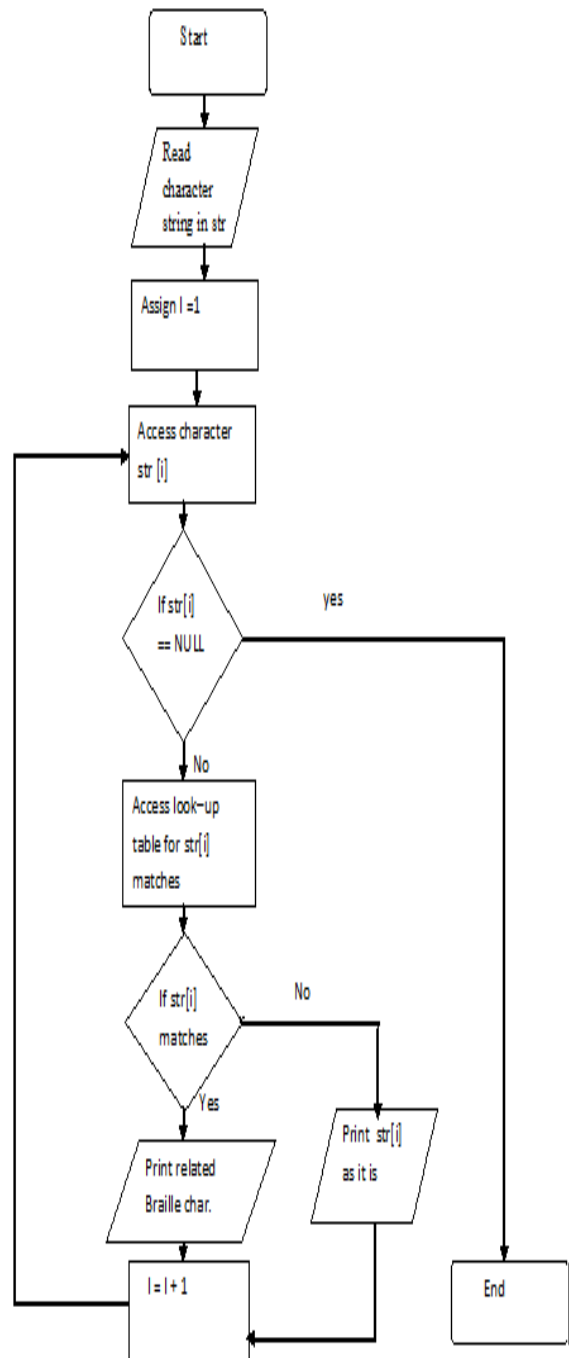 Start
Read
character
string in str
Assign I =1
Access character
str [i]
If str[i]
== NULL
yes
No
Access look-up
table for str[i]
matches
If str[i]
matches
No
Yes
Print related
Braille char.
Print str[i]
as it is
I = I + 1
End